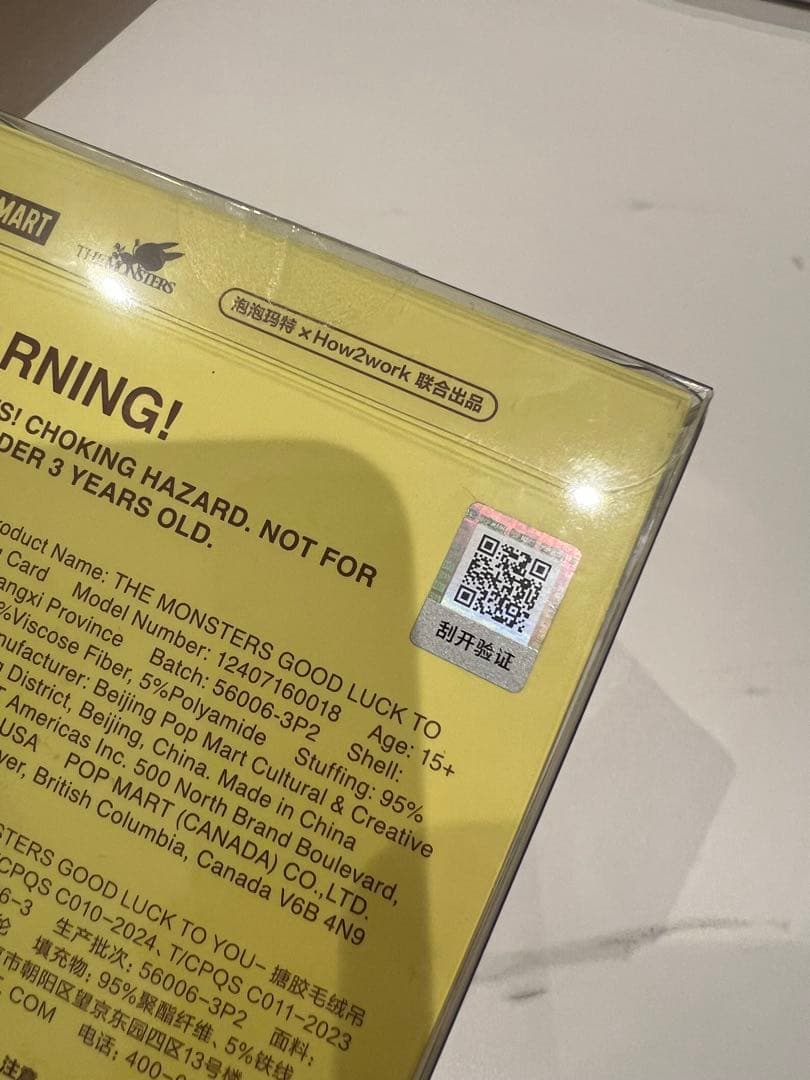 MART
THE MONSTERS
泡泡玛特 x How2work 联合出品
ARNING!
S! CHOKING HAZARD. NOT FOR
DER 3 YEARS OLD.
roduct Name: THE MONSTERS GOOD LUCK TO
Card Model Number: 12407160018 Age: 15+
angxi Province Batch: 56006-3P2 Shell:
%Viscose Fiber, 5%Polyamide Stuffing: 95%
nufacturer: Beijing Pop Mart Cultural & Creative
District, Beijing, China. Made in China
Americas Inc. 500 North Brand Boulevard,
USA POP MART (CANADA) CO.,LTD.
ver, British Columbia, Canada V6B 4N9
刮开验证
STERS GOOD LUCK TO YOU- 搪胶毛绒吊
/CPQS C010-2024、T/CPQS C011-2023
6-3 生产批次: 56006-3P2 面料:
纶 填充物: 95%聚酯纤维、5%铁线
市朝阳区望京东园四区13号楼
.COM 电话: 400-
注意